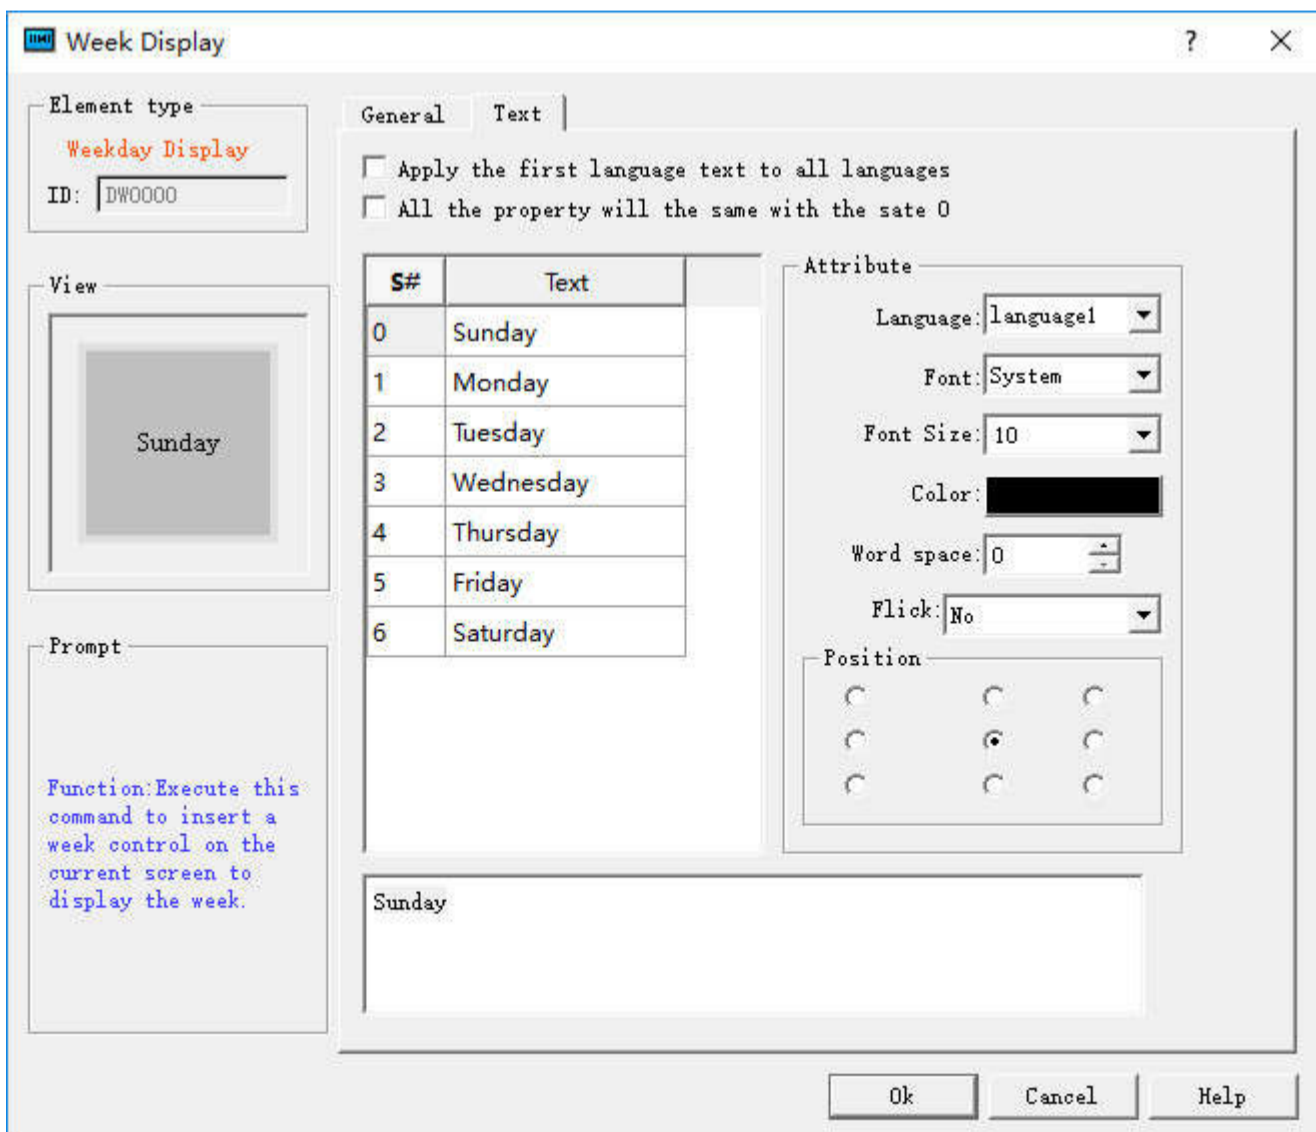 Week Display
?
Element type
Weekday Display
ID: DW0000
View
Sunday
Prompt
Function:Execute this
command to insert a
week control on the
current screen to
display the week.
General Text
Apply the first language text to all languages
All the property will the same with the sate 0
S# Text
0 Sunday
1 Monday
2 Tuesday
3 Wednesday
4 Thursday
5 Friday
6 Saturday
Attribute
Language: language1
Font: System
Font Size: 10
Color:
Word space: 0
Flick: No
Position
Sunday
Ok Cancel Help